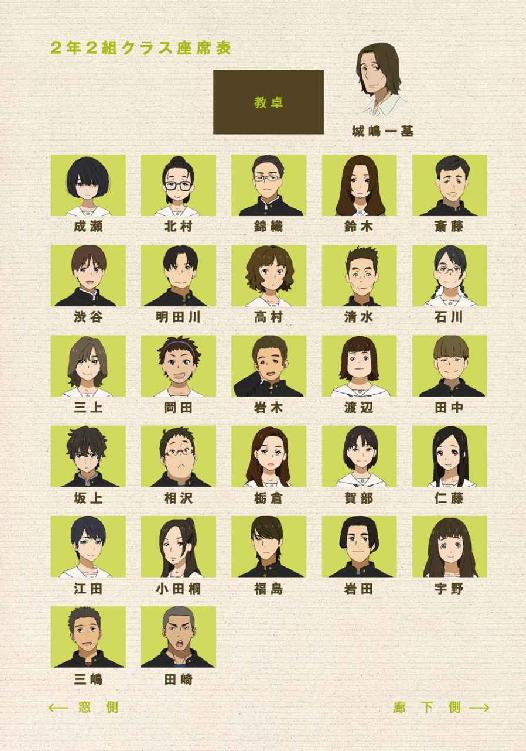 2年2組クラス座席表
教卓
城嶋一基
成瀬 北村 錦織 鈴木 斎藤
渋谷 明田川 高村 清水 石川
三上 岡田 岩木 渡辺 田中
坂上 相沢 栃倉 賀部 仁藤
江田 小田桐 福島 岩田 宇野
三嶋 田崎
← 窓側 廊下側 →